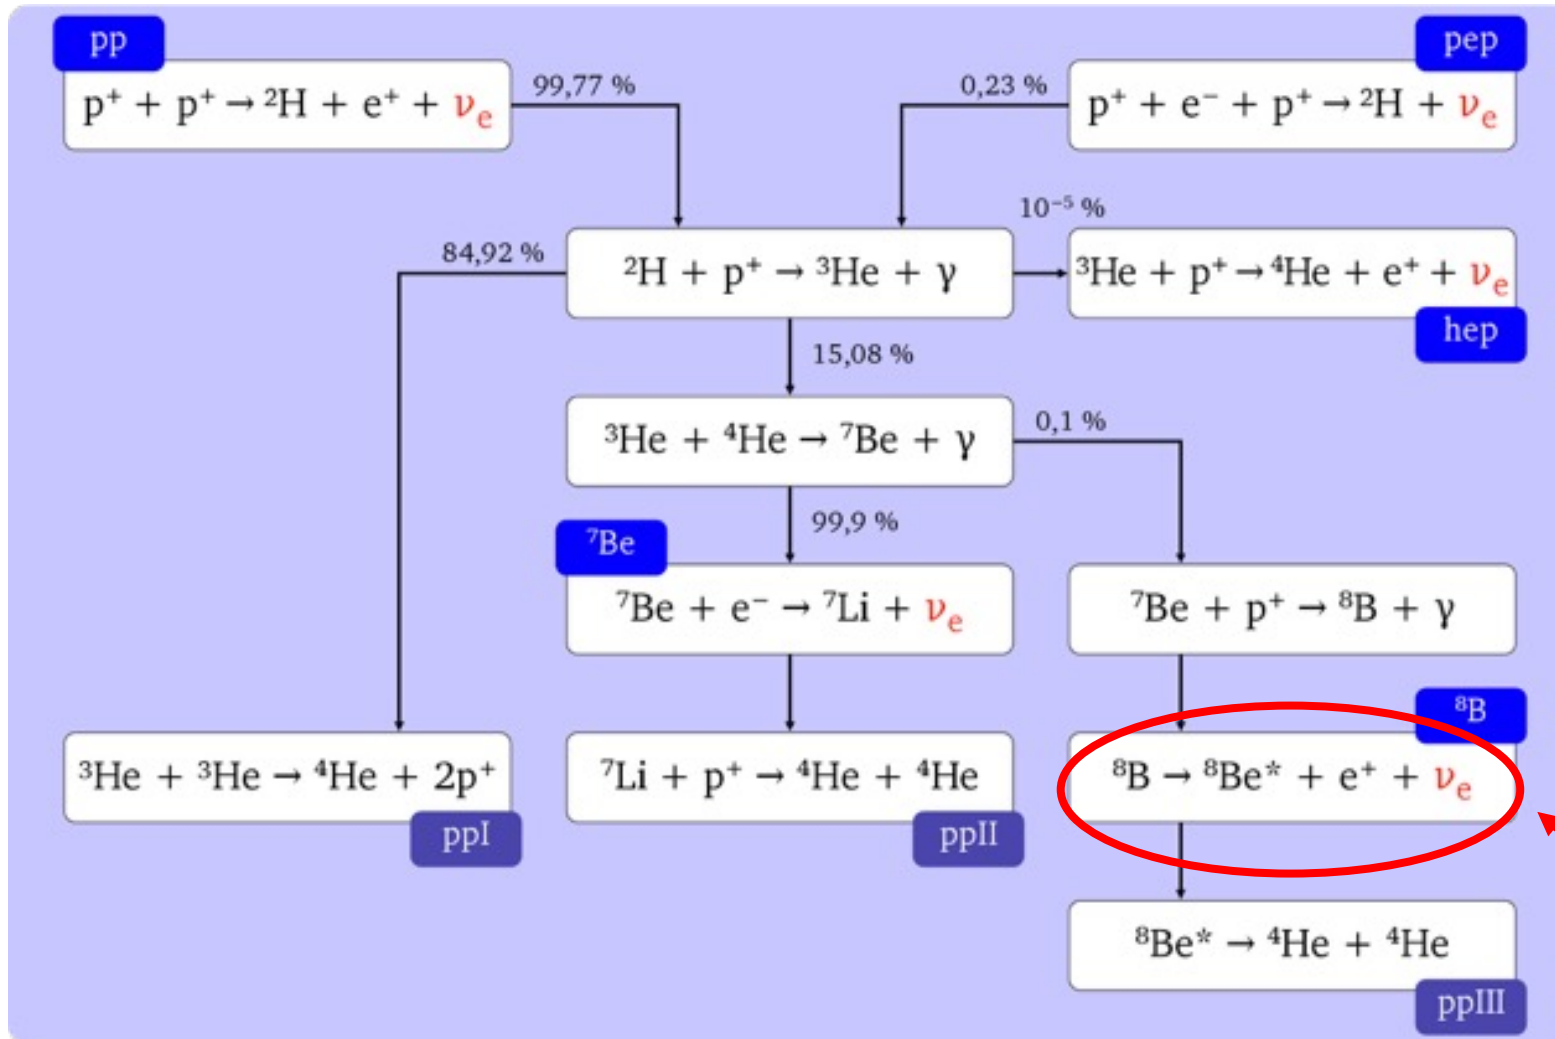 pp
pep
p⁺ + p⁺ → ²H + e⁺ + νₑ
99,77 %
0,23 %
p⁺ + e⁻ + p⁺ → ²H + νₑ
10⁻⁵ %
84,92 %
²H + p⁺ → ³He + γ
³He + p⁺ → ⁴He + e⁺ + νₑ
hep
15,08 %
³He + ⁴He → ⁷Be + γ
0,1 %
99,9 %
⁷Be
⁷Be + e⁻ → ⁷Li + νₑ
⁷Be + p⁺ → ⁸B + γ
⁸B
³He + ³He → ⁴He + 2p⁺
⁷Li + p⁺ → ⁴He + ⁴He
⁸B → ⁸Be* + e⁺ + νₑ
ppI
ppII
⁸Be* → ⁴He + ⁴He
ppIII